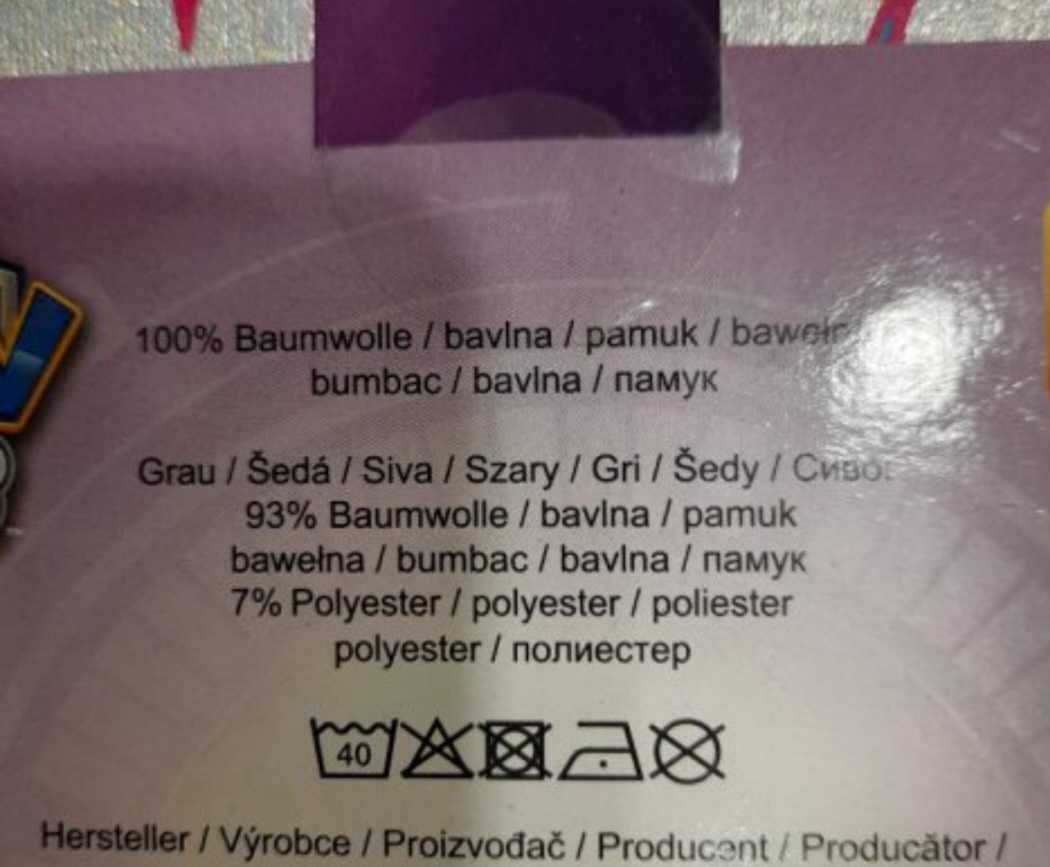 100% Baumwolle / bavlna / pamuk /
bumbac / bavlna / памук
Grau / Šedá / Siva / Szary / Gri / Šedy / Сиво:
93% Baumwolle / bavlna / pamuk
bawełna / bumbac / bavlna / памук
7% Polyester / polyester / poliester
polyester / полиестер
40
Hersteller / Výrobce / Proizvođač / Producent / Producător /